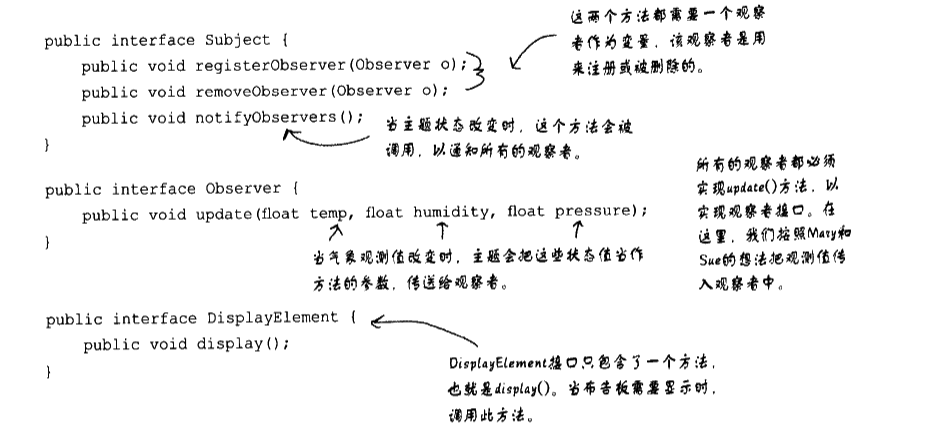 public interface Subject {
public void registerObserver(Observer o);
public void removeObserver(Observer o);
public void notifyObservers();
}
这两个方法都需要一个观察
者作为变量，该观察者是用
来注册或被删除的。
当主题状态改变时，这个方法会被
调用，以通知所有的观察者。
public interface Observer {
public void update(float temp, float humidity, float pressure);
}
当气象观测值改变时，主题会把这些状态值当作
方法的参数，传送给观察者。
所有的观察者都必须
实现update()方法，以
实现观察者接口。在
这里，我们按照Mary和
Sue的想法把观测值传
入观察者中。
public interface DisplayElement {
public void display();
}
DisplayElement接口只包含了一个方法，
也就是display()。当布告板需要显示时，
调用此方法。